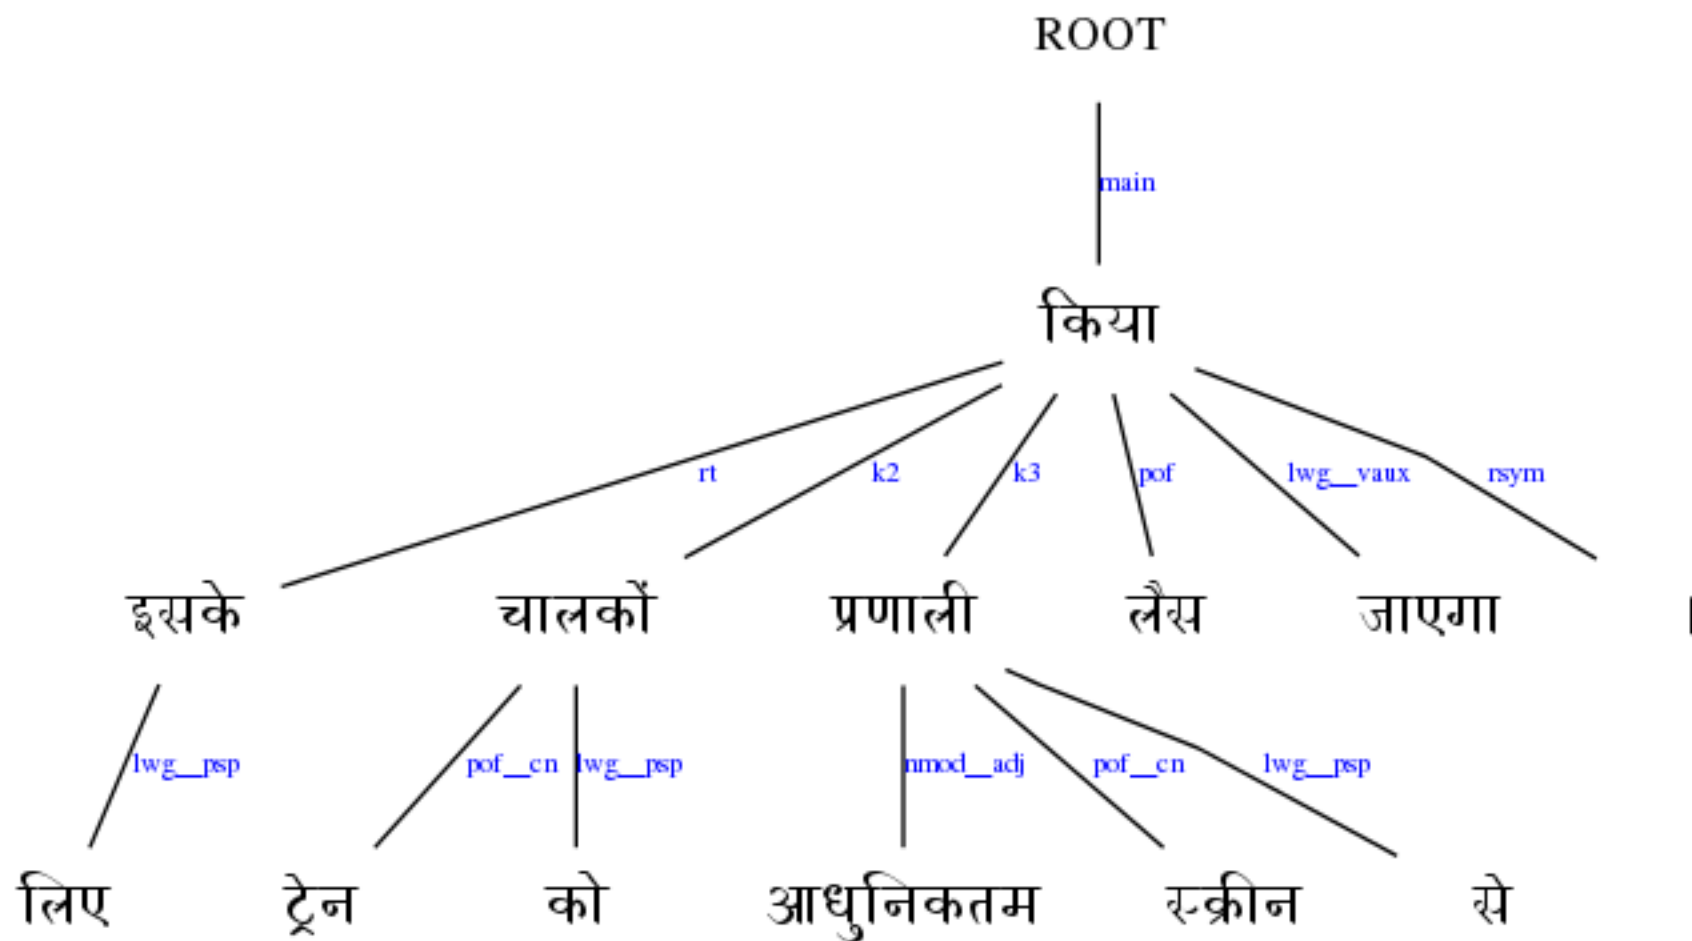 ROOT
main
किया
rt k2 k3 pof lwg__vaux rsym
इसके चालकों प्रणाली लैस जाएगा ।
lwg__psp pof__cn lwg__psp nmod__adj pof__cn lwg__psp
लिए ट्रेन को आधुनिकतम स्क्रीन से